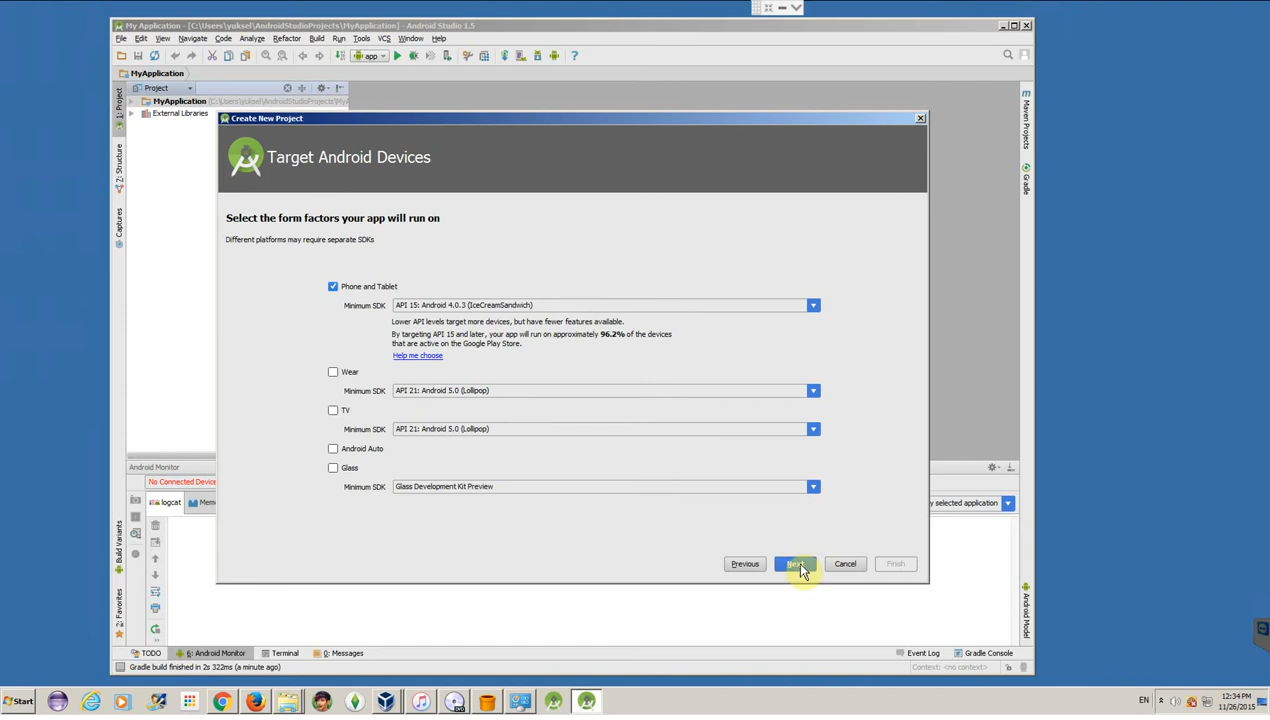 My Application - [C:\Users\yuksel\AndroidStudioProjects\MyApplication] - Android Studio 1.5
File Edit View Navigate Code Analyze Refactor Build Run Tools VCS Window Help
app
MyApplication
Project
MyApplication (C:\Users\yuksel\AndroidStudioProjects\MyA
External Libraries
1: Project
Z: Structure
Captures
Build Variants
2: Favorites
Maven Projects
Gradle
Android Model
Create New Project
Target Android Devices
Select the form factors your app will run on
Different platforms may require separate SDKs
Phone and Tablet
Minimum SDK API 15: Android 4.0.3 (IceCreamSandwich)
Lower API levels target more devices, but have fewer features available.
By targeting API 15 and later, your app will run on approximately 96.2% of the devices
that are active on the Google Play Store.
Help me choose
Wear
Minimum SDK API 21: Android 5.0 (Lollipop)
TV
Minimum SDK API 21: Android 5.0 (Lollipop)
Android Auto
Glass
Minimum SDK Glass Development Kit Preview
Previous Next Cancel Finish
Android Monitor
No Connected Device
logcat Mem
y selected application
TODO 6: Android Monitor Terminal 0: Messages Event Log Gradle Console
Gradle build finished in 2s 322ms (a minute ago) Context: <no context>
Start EN 12:34 PM
11/26/2015